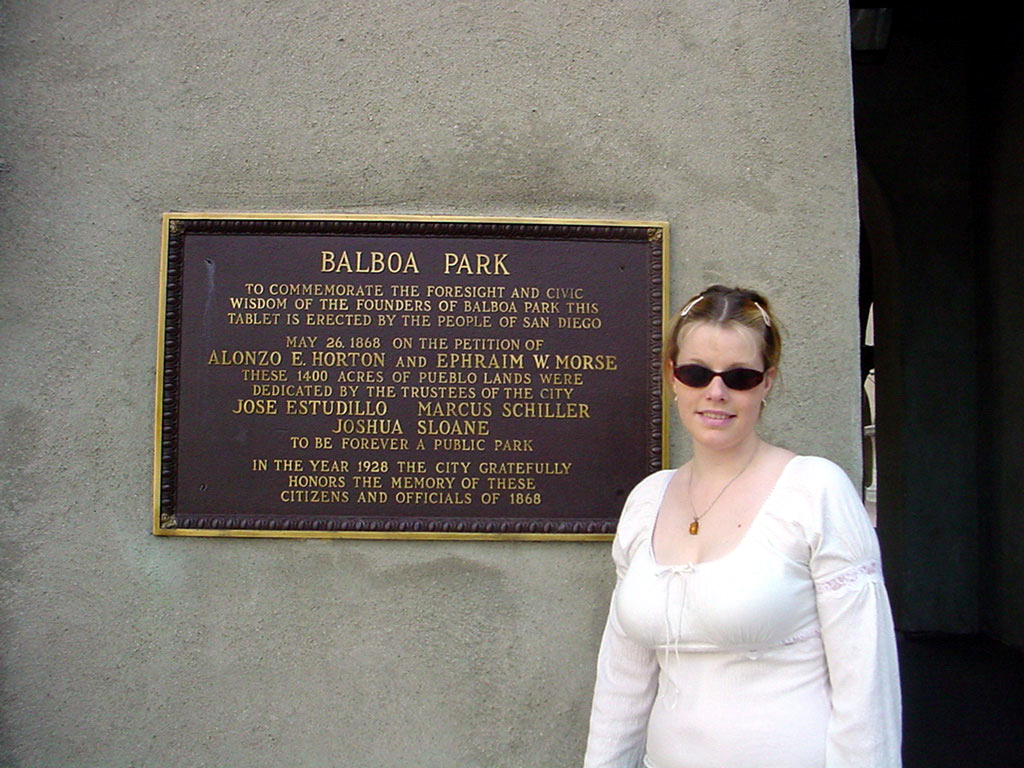 BALBOA PARK
TO COMMEMORATE THE FORESIGHT AND CIVIC
WISDOM OF THE FOUNDERS OF BALBOA PARK THIS
TABLET IS ERECTED BY THE PEOPLE OF SAN DIEGO
MAY 26, 1868 ON THE PETITION OF
ALONZO E. HORTON AND EPHRAIM W. MORSE
THESE 1400 ACRES OF PUEBLO LANDS WERE
DEDICATED BY THE TRUSTEES OF THE CITY
JOSE ESTUDILLO MARCUS SCHILLER
JOSHUA SLOANE
TO BE FOREVER A PUBLIC PARK
IN THE YEAR 1928 THE CITY GRATEFULLY
HONORS THE MEMORY OF THESE
CITIZENS AND OFFICIALS OF 1868